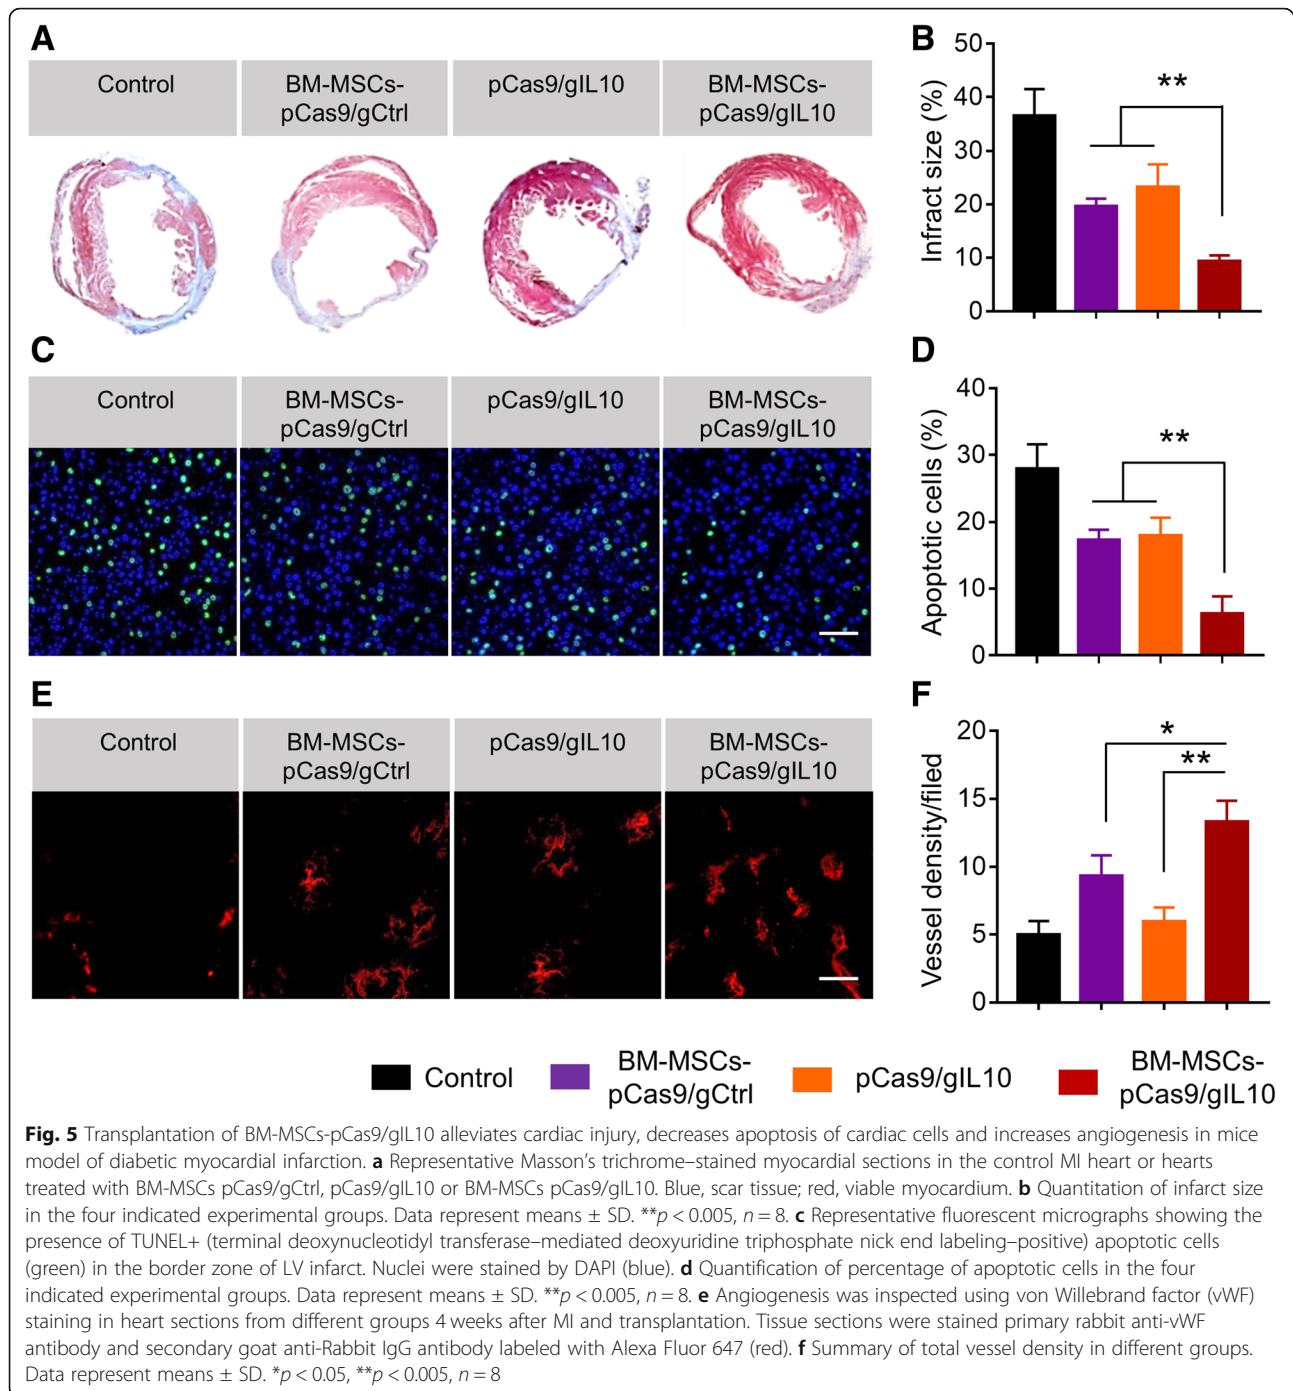 A
Control
BM-MSCs-
pCas9/gCtrl
pCas9/gIL10
BM-MSCs-
pCas9/gIL10
B
Infract size (%)
50
40
30
20
10
0
**
C
Control
BM-MSCs-
pCas9/gCtrl
pCas9/gIL10
BM-MSCs-
pCas9/gIL10
D
Apoptotic cells (%)
40
30
20
10
0
**
E
Control
BM-MSCs-
pCas9/gCtrl
pCas9/gIL10
BM-MSCs-
pCas9/gIL10
F
Vessel density/filed
20
15
10
5
0
*
**
Control
BM-MSCs-
pCas9/gCtrl
pCas9/gIL10
BM-MSCs-
pCas9/gIL10
Fig. 5 Transplantation of BM-MSCs-pCas9/gIL10 alleviates cardiac injury, decreases apoptosis of cardiac cells and increases angiogenesis in mice
model of diabetic myocardial infarction. a Representative Masson's trichrome–stained myocardial sections in the control MI heart or hearts
treated with BM-MSCs pCas9/gCtrl, pCas9/gIL10 or BM-MSCs pCas9/gIL10. Blue, scar tissue; red, viable myocardium. b Quantitation of infarct size
in the four indicated experimental groups. Data represent means ± SD. **p < 0.005, n = 8. c Representative fluorescent micrographs showing the
presence of TUNEL+ (terminal deoxynucleotidyl transferase–mediated deoxyuridine triphosphate nick end labeling–positive) apoptotic cells
(green) in the border zone of LV infarct. Nuclei were stained by DAPI (blue). d Quantification of percentage of apoptotic cells in the four
indicated experimental groups. Data represent means ± SD. **p < 0.005, n = 8. e Angiogenesis was inspected using von Willebrand factor (vWF)
staining in heart sections from different groups 4 weeks after MI and transplantation. Tissue sections were stained primary rabbit anti-vWF
antibody and secondary goat anti-Rabbit IgG antibody labeled with Alexa Fluor 647 (red). f Summary of total vessel density in different groups.
Data represent means ± SD. *p < 0.05, **p < 0.005, n = 8